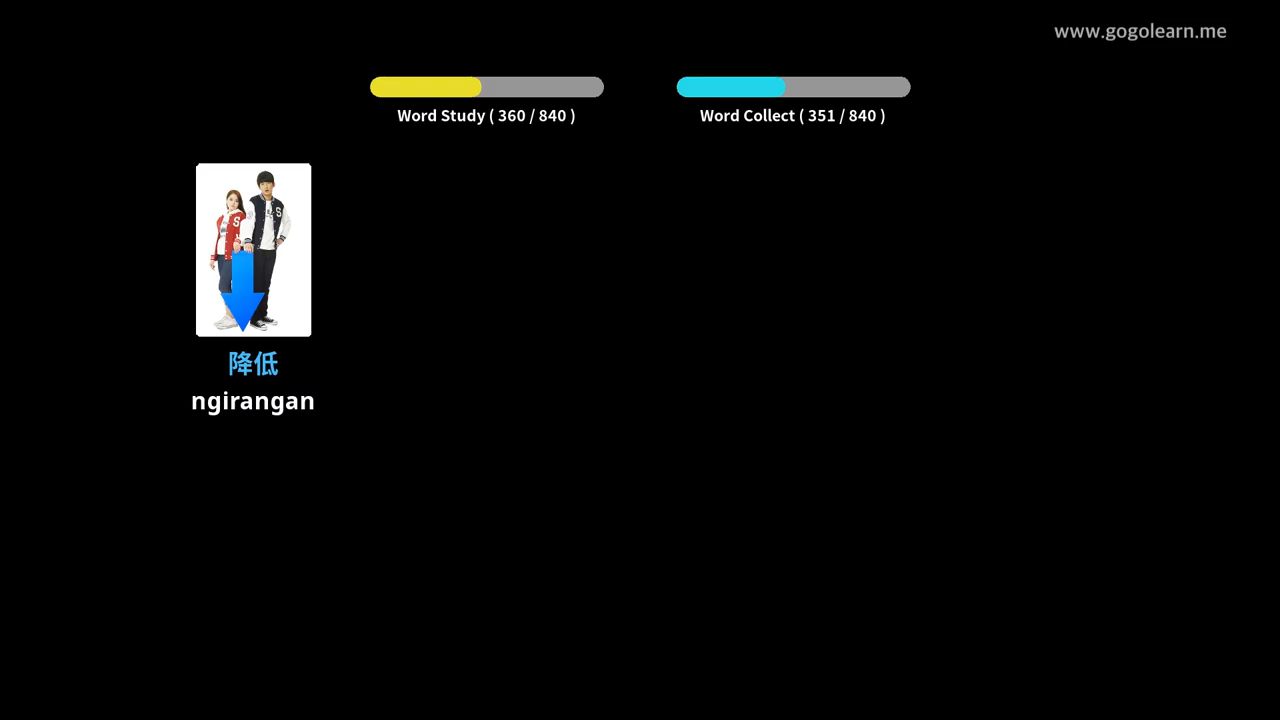 www.gogolearn.me
Word Study ( 360 / 840 )
Word Collect ( 351 / 840 )
S
S
降低
ngirangan